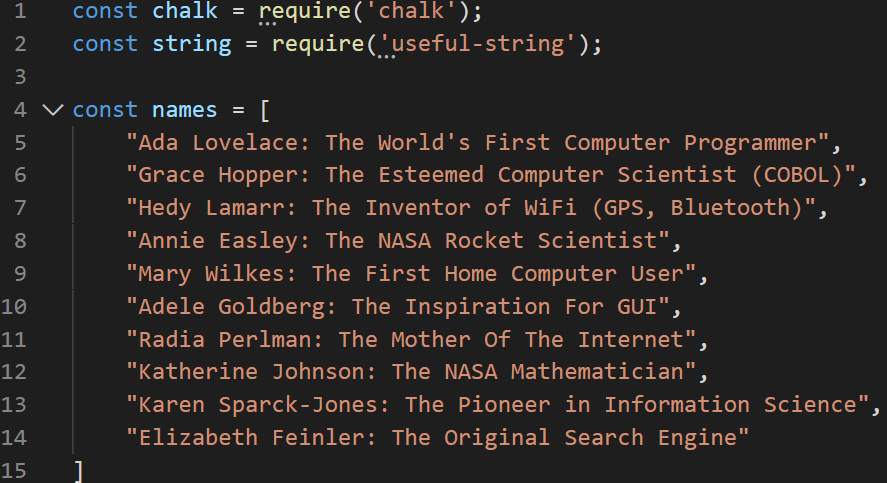 1 const chalk = require('chalk');
2 const string = require('useful-string');
3
4 const names = [
5 "Ada Lovelace: The World's First Computer Programmer",
6 "Grace Hopper: The Esteemed Computer Scientist (COBOL)",
7 "Hedy Lamarr: The Inventor of WiFi (GPS, Bluetooth)",
8 "Annie Easley: The NASA Rocket Scientist",
9 "Mary Wilkes: The First Home Computer User",
10 "Adele Goldberg: The Inspiration For GUI",
11 "Radia Perlman: The Mother Of The Internet",
12 "Katherine Johnson: The NASA Mathematician",
13 "Karen Sparck-Jones: The Pioneer in Information Science",
14 "Elizabeth Feinler: The Original Search Engine"
15 ]